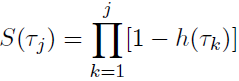 S(τ_j) = ∏_{k=1}^{j} [1 − h(τ_k)]